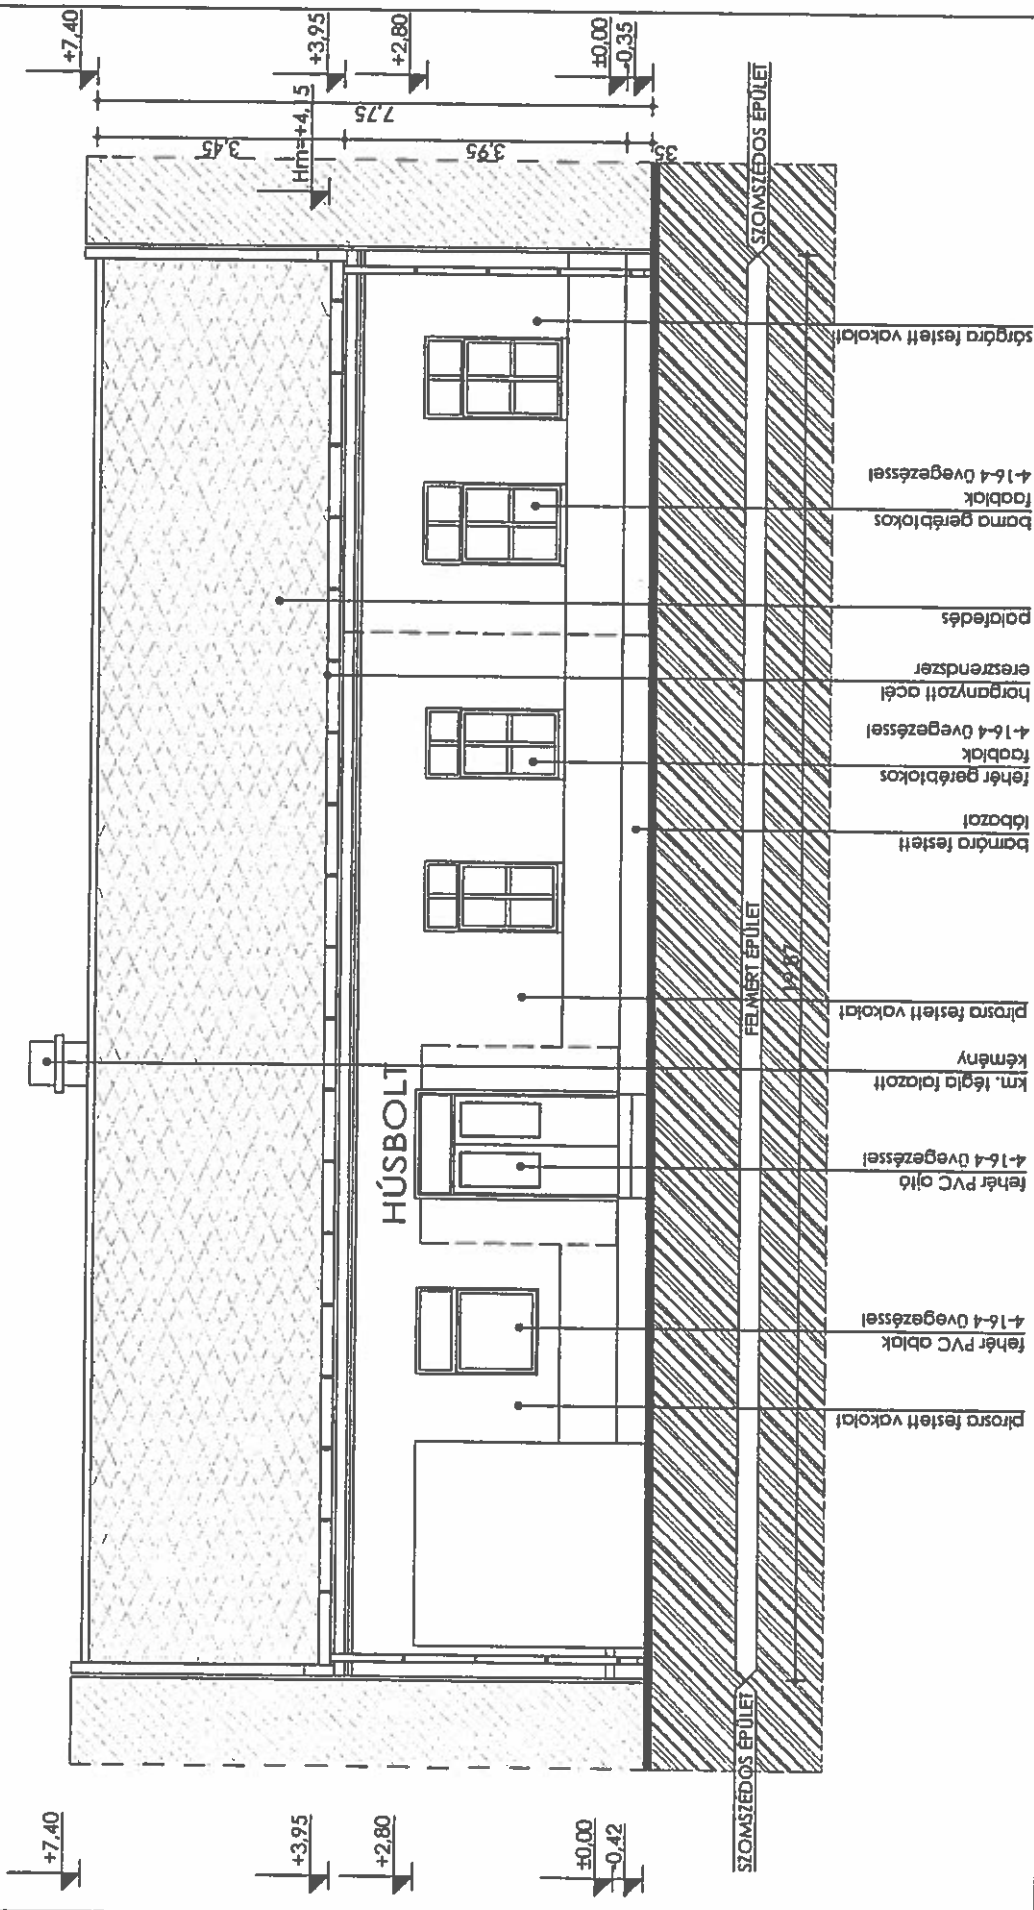 +7,40
+3,95
+2,80
±0,00
-0,42
+7,40
+3,95
+2,80
±0,00
-0,35
Hm=+4,15
3,45
3,95
35
7,75
HÚSBOLT
SZOMSZÉDOS ÉPÜLET
FELMÉRT ÉPÜLET
SZOMSZÉDOS ÉPÜLET
19,87
pirosra festett vakolat
fehér PVC ablak
4-16-4 üvegezéssel
fehér PVC ajtó
4-16-4 üvegezéssel
km. tégla falazott
kémény
pirosra festett vakolat
barnára festett
lábazat
fehér gerébtokos
faablak
4-16-4 üvegezéssel
horganyzott acél
ereszrendszer
palafedés
barna gerébtokos
faablak
4-16-4 üvegezéssel
sárgára festett vakolat